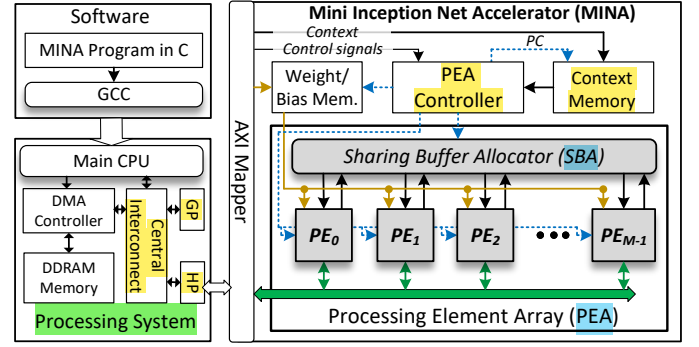 Software
MINA Program in C
GCC
Main CPU
DMA
Controller
DDRAM
Memory
Central
Interconnect
GP
HP
Processing System
AXI Mapper
Mini Inception Net Accelerator (MINA)
Context
Control signals
PC
Weight/
Bias Mem.
PEA
Controller
Context
Memory
Sharing Buffer Allocator (SBA)
PE0
PE1
PE2
PEM-1
Processing Element Array (PEA)